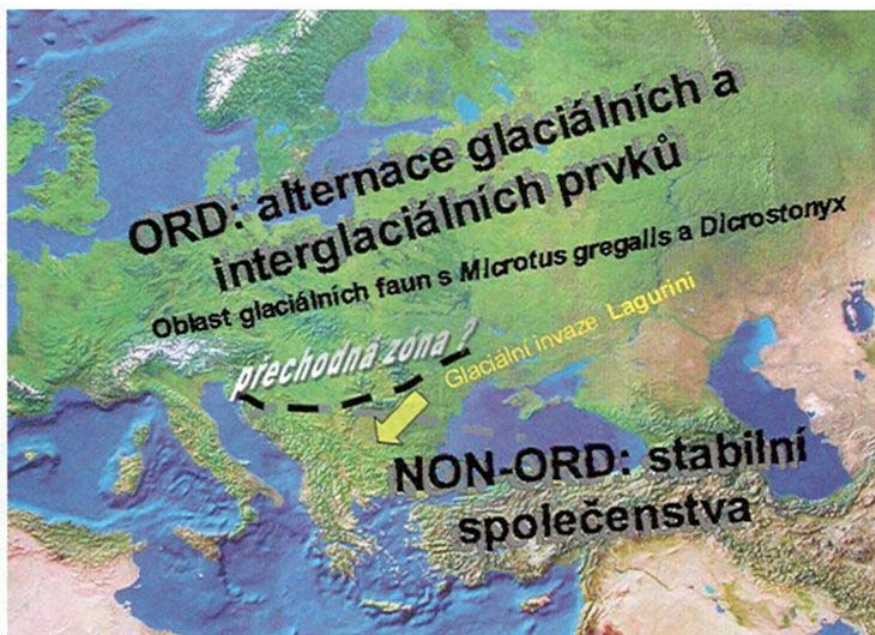 ORD: alternace glaciálních a
interglaciálních prvků
Oblast glaciálních faun s Microtus gregalis a Dicrostonyx
přechodná zóna ?
Glaciální invaze Lagurini
NON-ORD: stabilní
společenstva